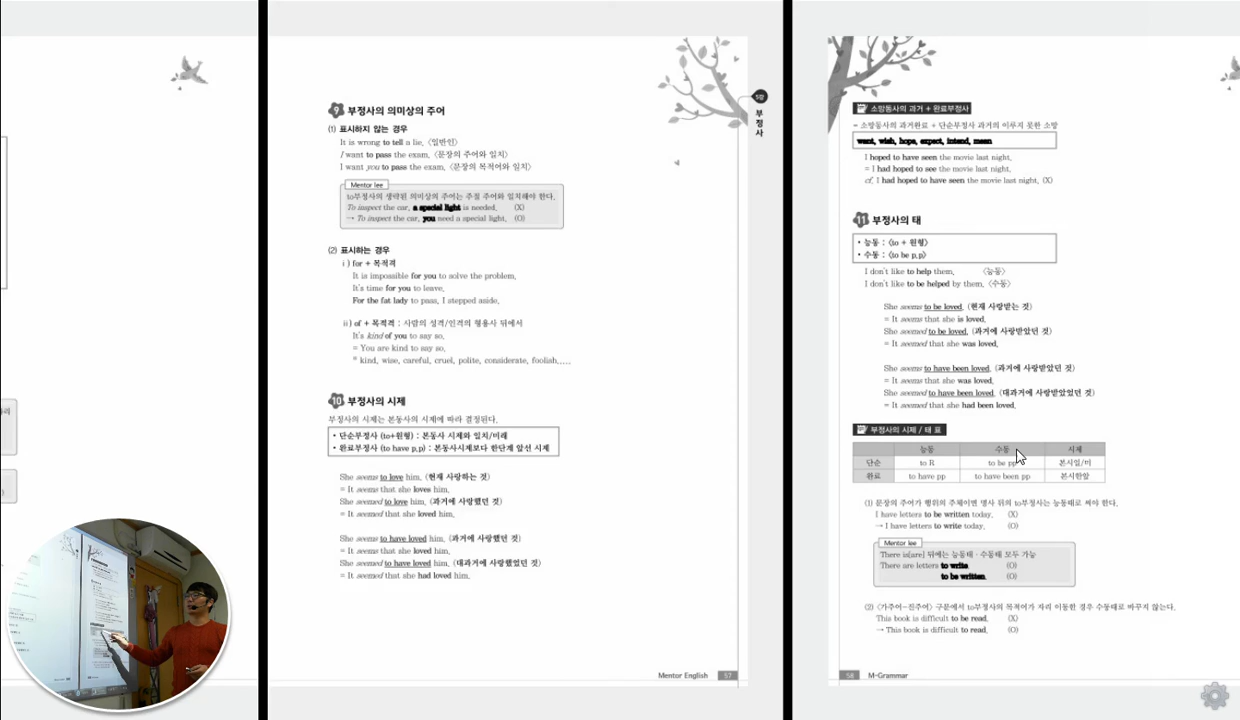 9 부정사의 의미상의 주어
(1) 표시하지 않는 경우
It is wrong to tell a lie. 〈일반인〉
I want to pass the exam. 〈문장의 주어와 일치〉
I want you to pass the exam. 〈문장의 목적어와 일치〉
Mentor lee
to부정사의 생략된 의미상의 주어는 주절 주어와 일치해야 한다.
To inspect the car, a special light is needed. (X)
→ To inspect the car, you need a special light. (O)
(2) 표시하는 경우
i ) for + 목적격
It is impossible for you to solve the problem.
It's time for you to leave.
For the fat lady to pass, I stepped aside.
ii) of + 목적격 : 사람의 성격/인격의 형용사 뒤에서
It's kind of you to say so.
= You are kind to say so.
* kind, wise, careful, cruel, polite, considerate, foolish.....
10 부정사의 시제
부정사의 시제는 본동사의 시제에 따라 결정된다.
• 단순부정사 (to+원형) : 본동사 시제와 일치/미래
• 완료부정사 (to have p.p) : 본동사시제보다 한단계 앞선 시제
She seems to love him. (현재 사랑하는 것)
= It seems that she loves him.
She seemed to love him. (과거에 사랑했던 것)
= It seemed that she loved him.
She seems to have loved him. (과거에 사랑했던 것)
= It seems that she loved him.
She seemed to have loved him. (대과거에 사랑했었던 것)
= It seemed that she had loved him.
Mentor English 57
5장
부정사
소망동사의 과거 + 완료부정사
= 소망동사의 과거완료 + 단순부정사 과거의 이루지 못한 소망
want, wish, hope, expect, intend, mean
I hoped to have seen the movie last night.
= I had hoped to see the movie last night.
cf. I had hoped to have seen the movie last night. (X)
11 부정사의 태
• 능동 : 〈to + 원형〉
• 수동 : 〈to be p.p〉
I don't like to help them. 〈능동〉
I don't like to be helped by them. 〈수동〉
She seems to be loved. (현재 사랑받는 것)
= It seems that she is loved.
She seemed to be loved. (과거에 사랑받았던 것)
= It seemed that she was loved.
She seems to have been loved. (과거에 사랑받았던 것)
= It seems that she was loved.
She seemed to have been loved. (대과거에 사랑받았었던 것)
= It seemed that she had been loved.
부정사의 시제 / 태 표
능동 수동 시제
단순 to R to be pp 본시일/미
완료 to have pp to have been pp 본시한앞
(1) 문장의 주어가 행위의 주체이면 명사 뒤의 to부정사는 능동태로 써야 한다.
I have letters to be written today. (X)
→ I have letters to write today. (O)
Mentor lee
There is[are] 뒤에는 능동태 · 수동태 모두 가능
There are letters to write. (O)
to be written. (O)
(2) 〈가주어-진주어〉 구문에서 to부정사의 목적어가 자리 이동한 경우 수동태로 바꾸지 않는다.
This book is difficult to be read. (X)
→ This book is difficult to read. (O)
58 M-Grammar